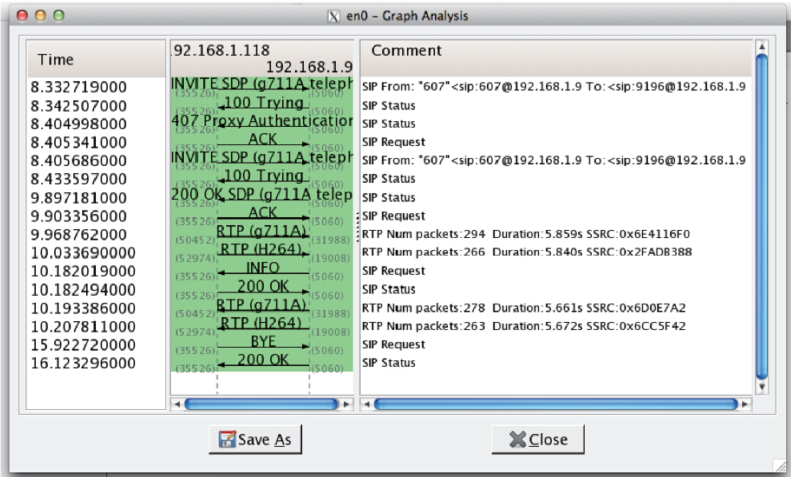 en0 – Graph Analysis
Time
.92.168.1.118
192.168.1.9
Comment
8.332719000 INVITE SDP (g711A teleph (35526) (5060) SIP From: "607"<sip:607@192.168.1.9 To:<sip:9196@192.168.1.9
8.342507000 100 Trying (35526) (5060) SIP Status
8.404998000 407 Proxy Authentication (35526) (5060) SIP Status
8.405341000 ACK (35526) (5060) SIP Request
8.405686000 INVITE SDP (g711A teleph (35526) (5060) SIP From: "607"<sip:607@192.168.1.9 To:<sip:9196@192.168.1.9
8.433597000 100 Trying (35526) (5060) SIP Status
9.897181000 200 OK SDP (g711A telep (35526) (5060) SIP Status
9.903356000 ACK (35526) (5060) SIP Request
9.968762000 RTP (g711A) (50452) (31988) RTP Num packets:294 Duration:5.859s SSRC:0x6E4116F0
10.033690000 RTP (H264) (52974) (19008) RTP Num packets:266 Duration:5.840s SSRC:0x2FADB388
10.182019000 INFO (35526) (5060) SIP Request
10.182494000 200 OK (35526) (5060) SIP Status
10.193386000 RTP (g711A) (50452) (31988) RTP Num packets:278 Duration:5.661s SSRC:0x6D0E7A2
10.207811000 RTP (H264) (52974) (19008) RTP Num packets:263 Duration:5.672s SSRC:0x6CC5F42
15.922720000 BYE (35526) (5060) SIP Request
16.123296000 200 OK (35526) (5060) SIP Status
Save As
Close